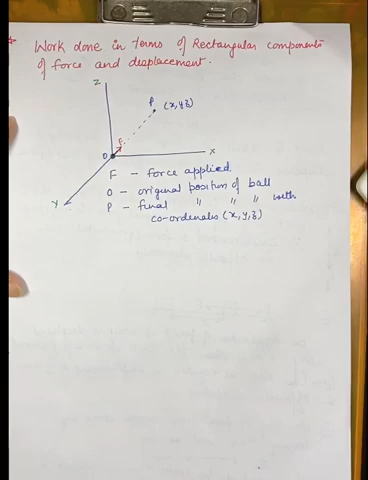 * Work done in terms of Rectangular components
of force and displacement.
Z
P (x,y,z)
F
O
X
Y
F - force applied
O - original position of ball
P - final " " " with
co-ordenates (x,y,z)